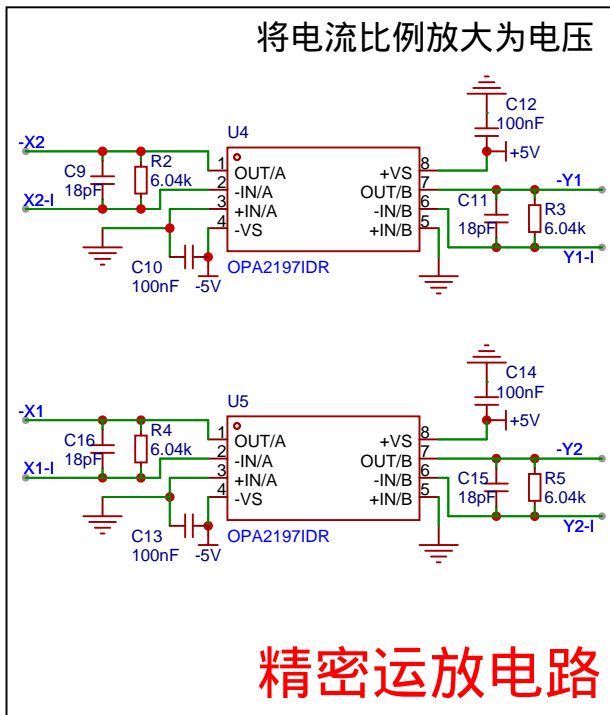 将电流比例放大为电压
C12
100nF
+5V
U4
-X2
C9
18pF
R2
6.04k
X2-I
1 OUT/A
2 -IN/A
3 +IN/A
4 -VS
+VS 8
OUT/B 7
-IN/B 6
+IN/B 5
-Y1
C11
18pF
R3
6.04k
Y1-I
C10
100nF
-5V
OPA2197IDR
C14
100nF
+5V
U5
-X1
C16
18pF
R4
6.04k
X1-I
1 OUT/A
2 -IN/A
3 +IN/A
4 -VS
+VS 8
OUT/B 7
-IN/B 6
+IN/B 5
-Y2
C15
18pF
R5
6.04k
Y2-I
C13
100nF
-5V
OPA2197IDR
精密运放电路